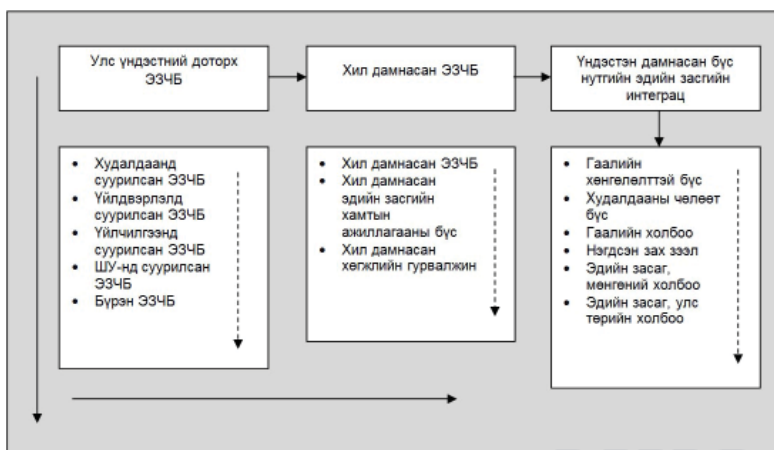 Улс үндэстний доторх
ЭЗЧБ
Хил дамнасан ЭЗЧБ
Үндэстэн дамнасан бүс
нутгийн эдийн засгийн
интеграц
• Худалдаанд
суурилсан ЭЗЧБ
• Үйлдвэрлэлд
суурилсан ЭЗЧБ
• Үйлчилгээнд
суурилсан ЭЗЧБ
• ШУ-нд суурилсан
ЭЗЧБ
• Бүрэн ЭЗЧБ
• Хил дамнасан ЭЗЧБ
• Хил дамнасан
эдийн засгийн
хамтын
ажиллагааны бүс
• Хил дамнасан
хөгжлийн гурвалжин
• Гаалийн
хөнгөлөлттэй бүс
• Худалдааны чөлөөт
бүс
• Гаалийн холбоо
• Нэгдсэн зах зээл
• Эдийн засаг,
мөнгөний холбоо
• Эдийн засаг, улс
төрийн холбоо